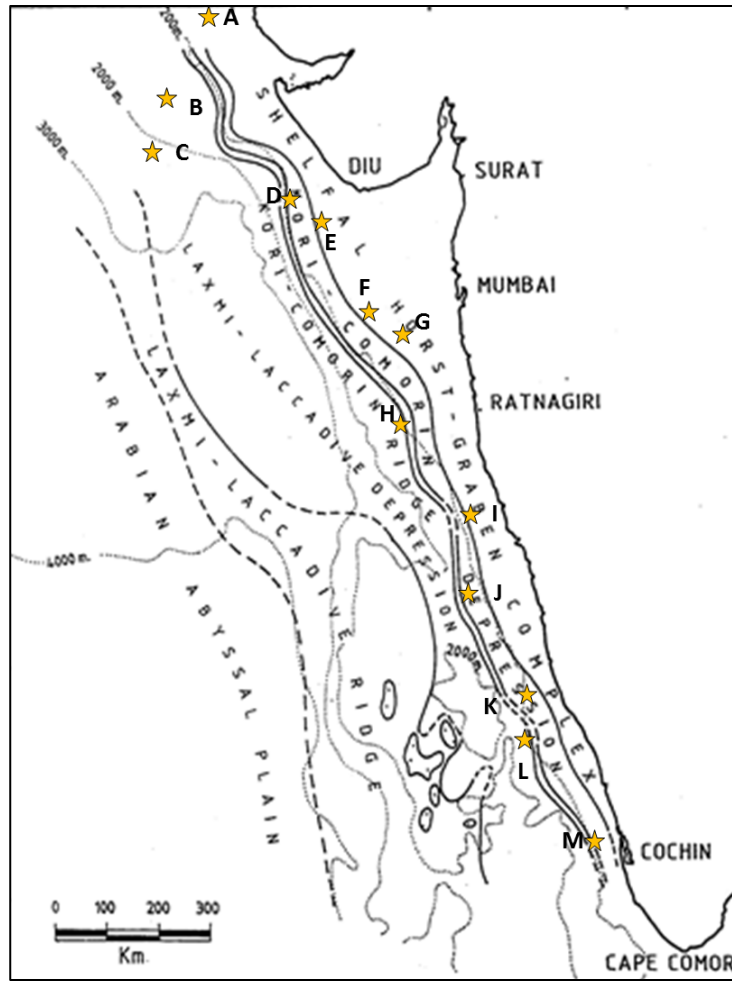 A
200m.
2000 m.
B
3000 m.
C
SHELFAL HORST-GRABEN COMPLEX
DIU
SURAT
D
E
KORI-COMORIN DEPRESSION
KORI-COMORIN RIDGE
MUMBAI
F
G
LAXMI-LACCADIVE DEPRESSION
LAXMI-LACCADIVE RIDGE
ARABIAN ABYSSAL PLAIN
RATNAGIRI
H
I
4000 m.
J
2000m.
K
L
M
COCHIN
0 100 200 300
Km.
CAPE COMOR